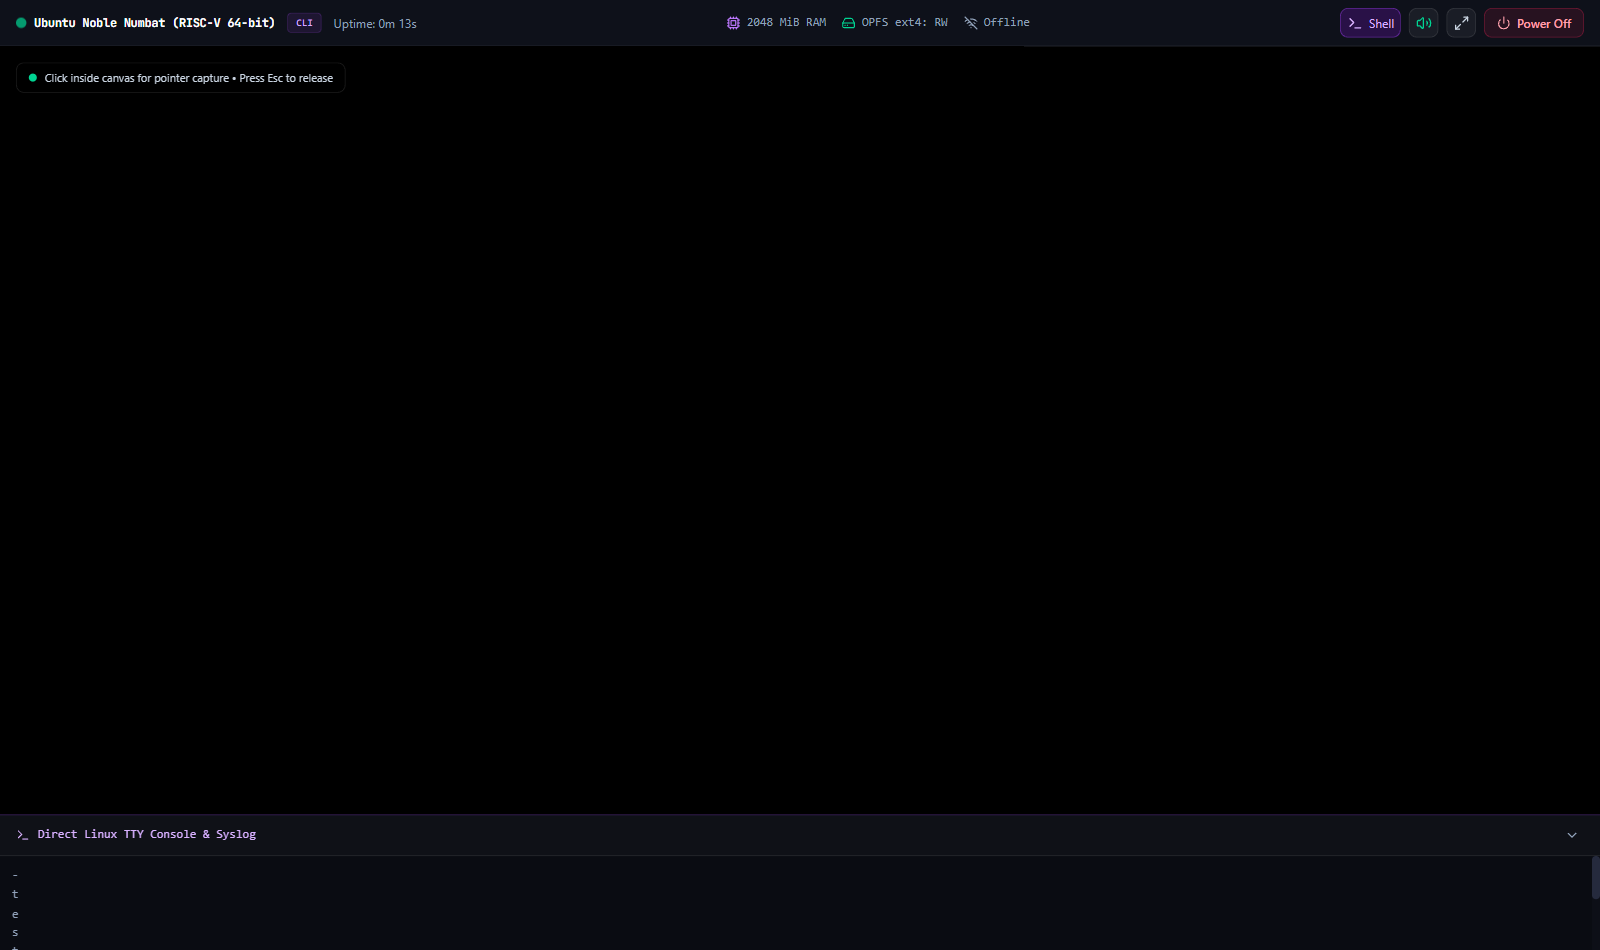 Ubuntu Noble Numbat (RISC-V 64-bit) CLI Uptime: 0m 13s 2048 MiB RAM OPFS ext4: RW Offline Shell Power Off
Click inside canvas for pointer capture • Press Esc to release
>_ Direct Linux TTY Console & Syslog
-
t
e
s